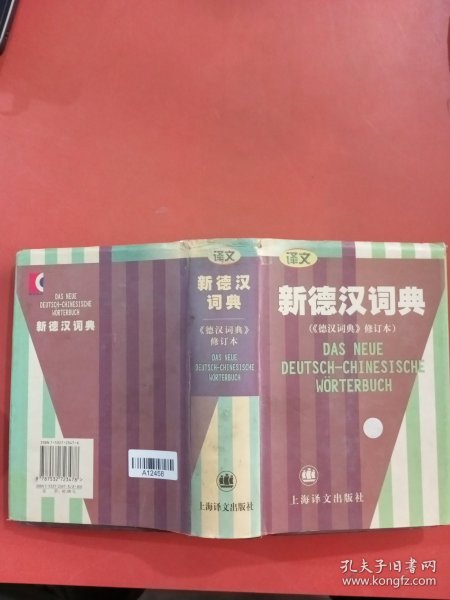 DAS NEUE
DEUTSCH-CHINESISCHE
WÖRTERBUCH
新德汉词典
A12458
译文
新德汉
词典
《德汉词典》
修订本
DAS NEUE
DEUTSCH-CHINESISCHE
WÖRTERBUCH
上海译文出版社
译文
新德汉词典
(《德汉词典》修订本)
DAS NEUE
DEUTSCH-CHINESISCHE
WÖRTERBUCH
上海译文出版社
孔夫子旧书网
www.kongfz.com